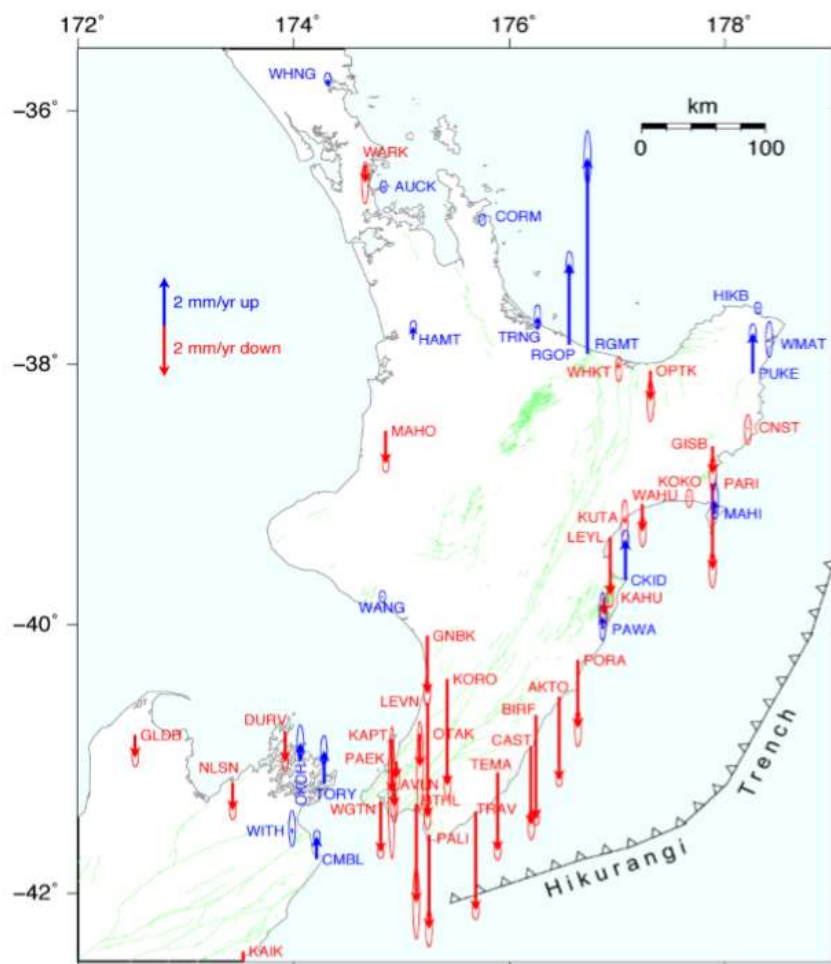 172° 174° 176° 178°
−36°
−38°
−40°
−42°
km
0 100
WHNG
WARK
AUCK
CORM
2 mm/yr up
2 mm/yr down
HAMT
TRNG
RGOP
RGMT
HIKB
WMAT
PUKE
WHKT
OPTK
MAHO
CNST
GISB
PARI
KOKO
WAHU
MAHI
KUTA
LEYL
CKID
WANG
KAHU
PAWA
GNBK
PORA
KORO
AKTO
LEVN
BIRF
GLDB
DURV
KAPT
OTAK
CAST
PAEK
TEMA
NLSN
OKOH
TORY
AVLN
WGTN
TRAV
WITH
PALI
CMBL
KAIK
Hikurangi Trench